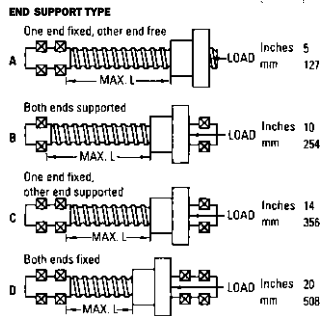 END SUPPORT TYPE
One end fixed, other end free
A
MAX. L
LOAD
Inches 5
mm 127
Both ends supported
B
MAX. L
LOAD
Inches 10
mm 254
One end fixed,
other end supported
C
MAX. L
LOAD
Inches 14
mm 356
Both ends fixed
D
MAX. L
LOAD
Inches 20
mm 508